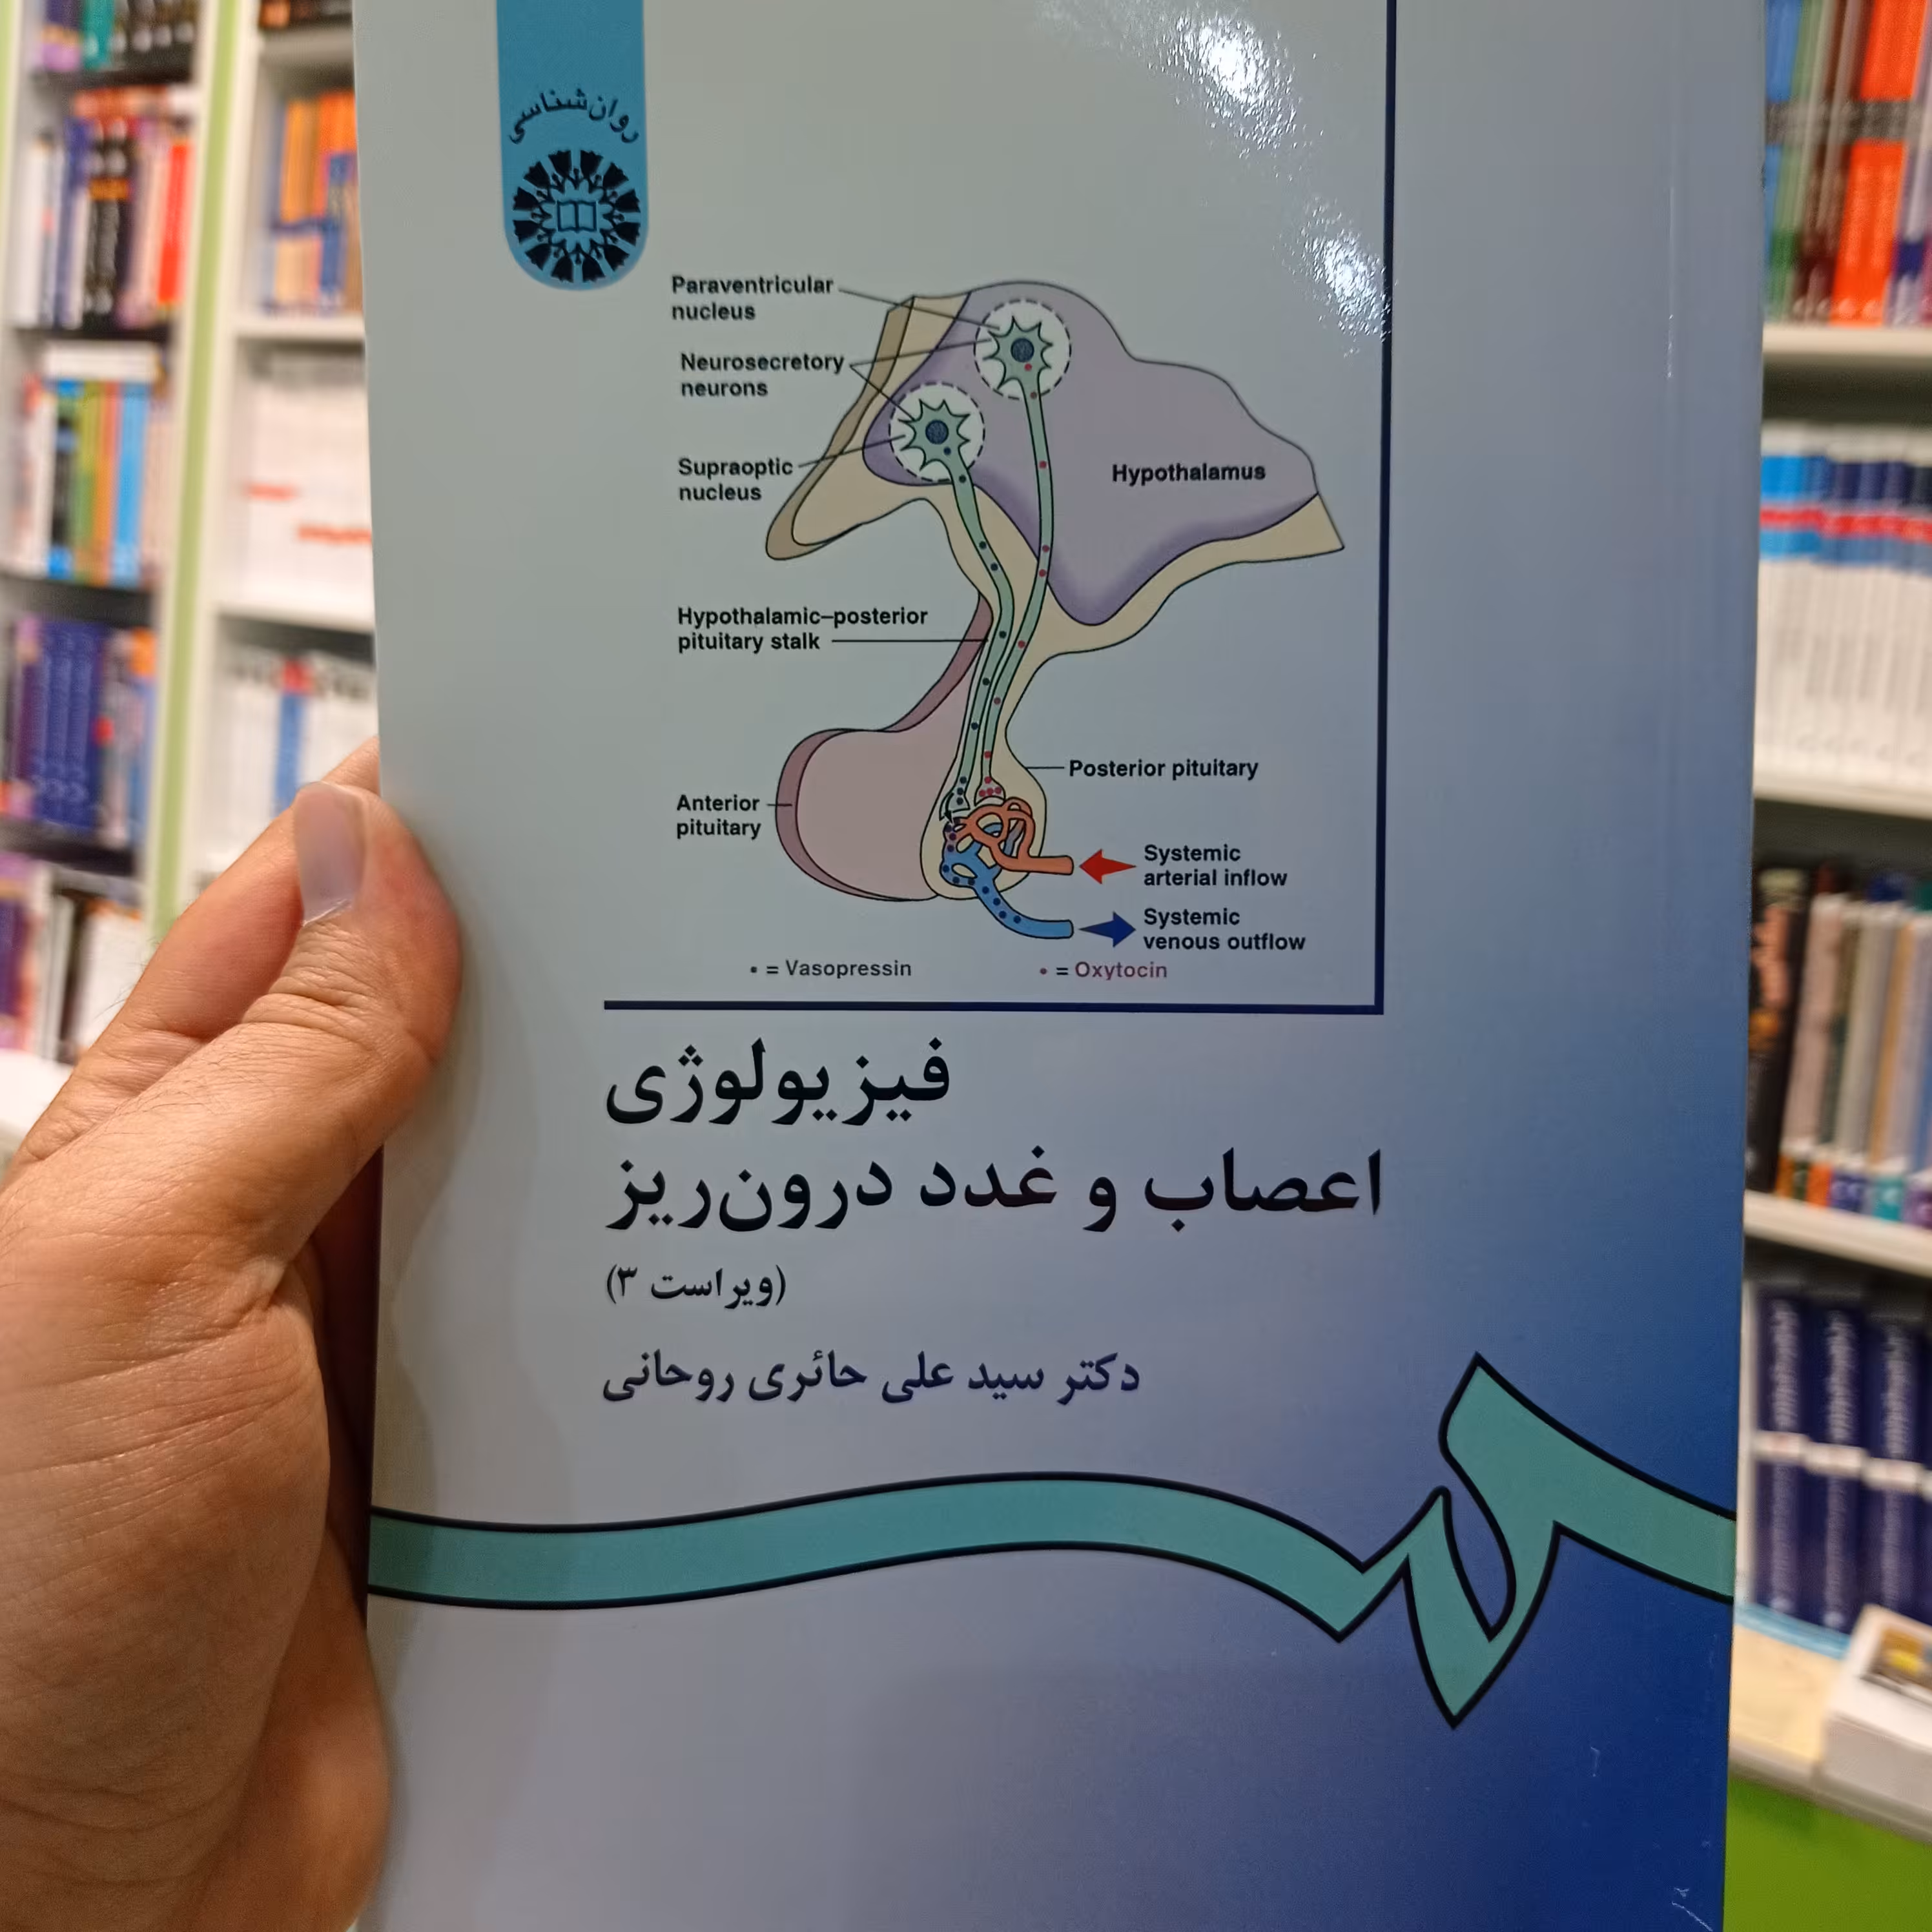 روان‌شناسی
Paraventricular
nucleus
Neurosecretory
neurons
Supraoptic
nucleus
Hypothalamus
Hypothalamic–posterior
pituitary stalk
Posterior pituitary
Anterior
pituitary
Systemic
arterial inflow
Systemic
venous outflow
• = Vasopressin
• = Oxytocin
فیزیولوژی
اعصاب و غدد درون‌ریز
(ویراست ۳)
دکتر سید علی حائری روحانی